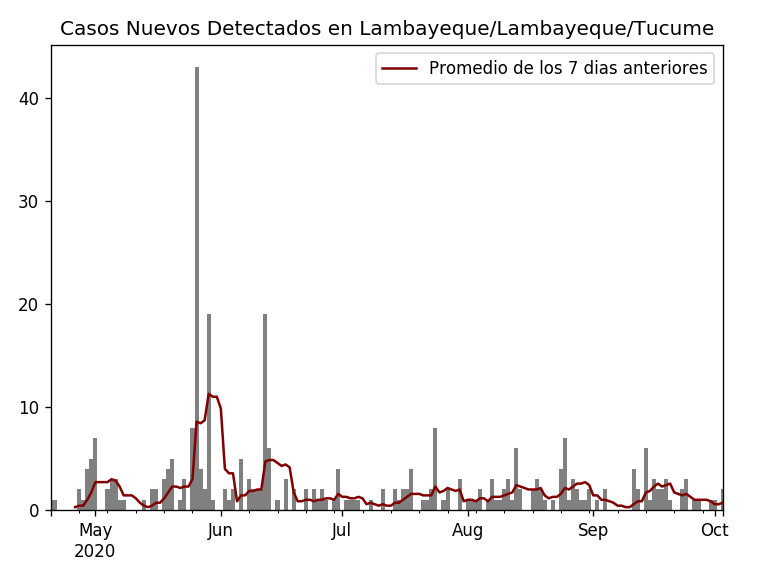 Casos Nuevos Detectados en Lambayeque/Lambayeque/Tucume
Promedio de los 7 dias anteriores
40
30
20
10
0
May Jun Jul Aug Sep Oct
2020